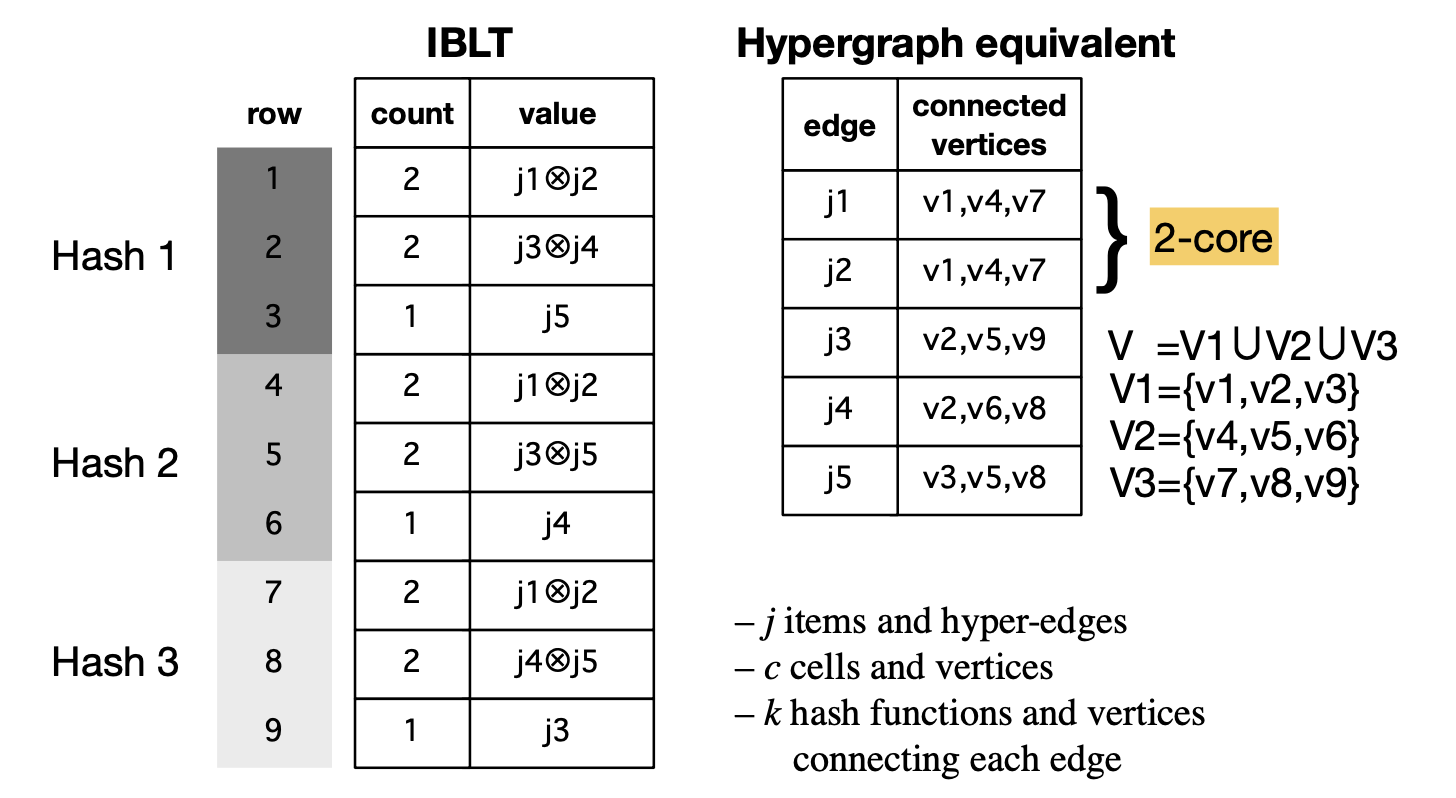 IBLT
row count value
1 2 j1⊗j2
2 2 j3⊗j4
3 1 j5
4 2 j1⊗j2
5 2 j3⊗j5
6 1 j4
7 2 j1⊗j2
8 2 j4⊗j5
9 1 j3
Hash 1
Hash 2
Hash 3
Hypergraph equivalent
edge connected
vertices
j1 v1,v4,v7
j2 v1,v4,v7
j3 v2,v5,v9
j4 v2,v6,v8
j5 v3,v5,v8
} 2-core
V =V1∪V2∪V3
V1={v1,v2,v3}
V2={v4,v5,v6}
V3={v7,v8,v9}
– j items and hyper-edges
– c cells and vertices
– k hash functions and vertices
connecting each edge